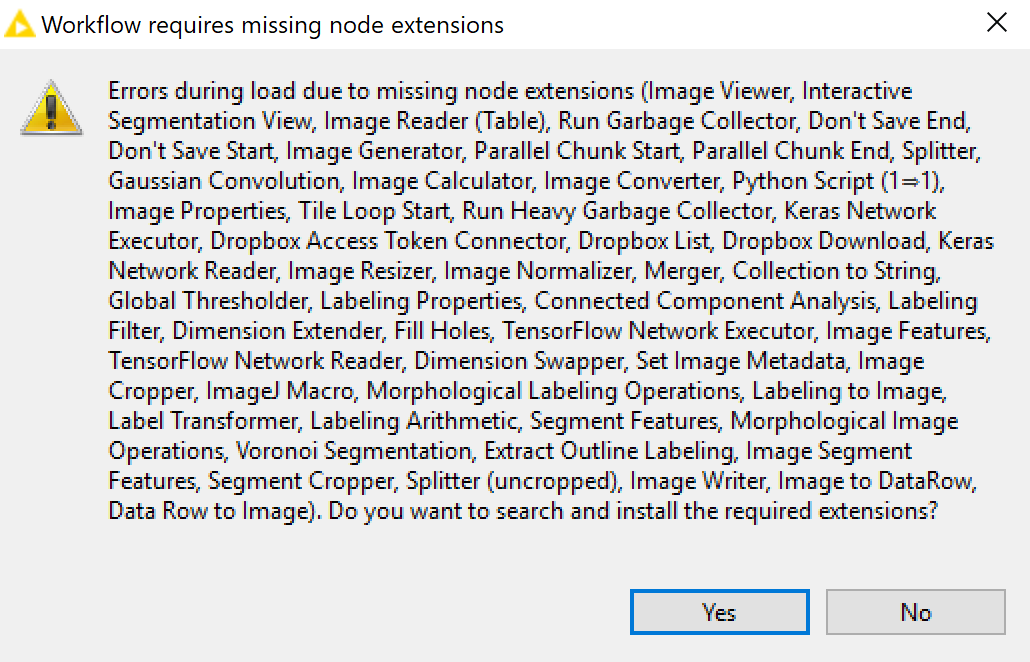 Workflow requires missing node extensions
Errors during load due to missing node extensions (Image Viewer, Interactive
Segmentation View, Image Reader (Table), Run Garbage Collector, Don't Save End,
Don't Save Start, Image Generator, Parallel Chunk Start, Parallel Chunk End, Splitter,
Gaussian Convolution, Image Calculator, Image Converter, Python Script (1⇒1),
Image Properties, Tile Loop Start, Run Heavy Garbage Collector, Keras Network
Executor, Dropbox Access Token Connector, Dropbox List, Dropbox Download, Keras
Network Reader, Image Resizer, Image Normalizer, Merger, Collection to String,
Global Thresholder, Labeling Properties, Connected Component Analysis, Labeling
Filter, Dimension Extender, Fill Holes, TensorFlow Network Executor, Image Features,
TensorFlow Network Reader, Dimension Swapper, Set Image Metadata, Image
Cropper, ImageJ Macro, Morphological Labeling Operations, Labeling to Image,
Label Transformer, Labeling Arithmetic, Segment Features, Morphological Image
Operations, Voronoi Segmentation, Extract Outline Labeling, Image Segment
Features, Segment Cropper, Splitter (uncropped), Image Writer, Image to DataRow,
Data Row to Image). Do you want to search and install the required extensions?
Yes No